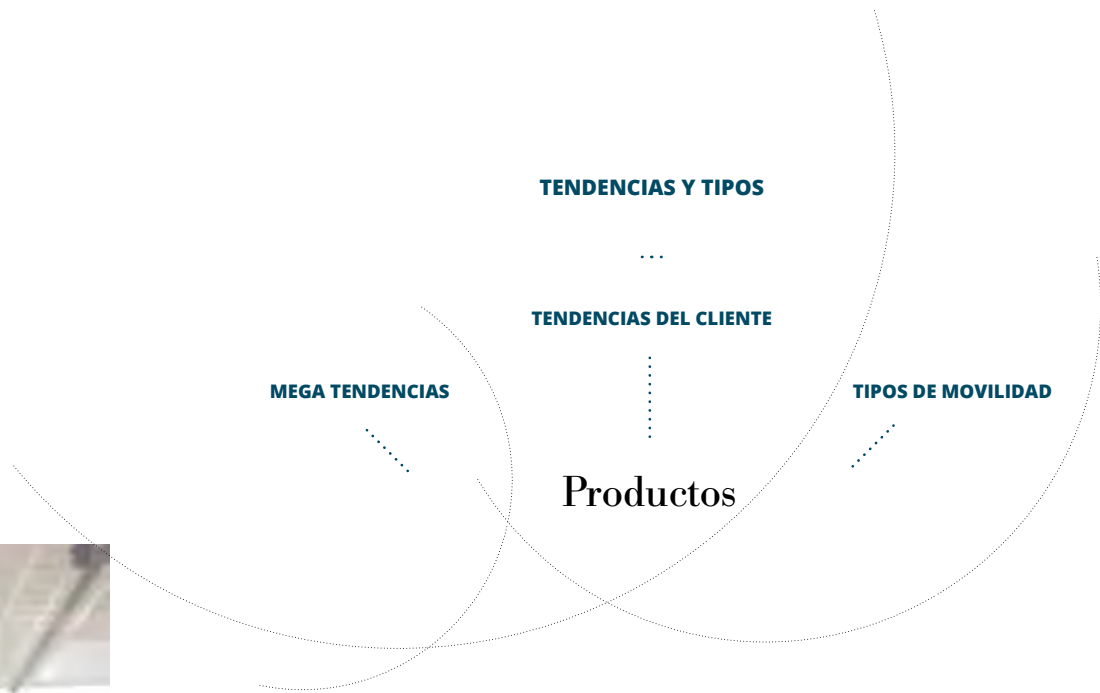 TENDENCIAS Y TIPOS
...
TENDENCIAS DEL CLIENTE
MEGA TENDENCIAS
TIPOS DE MOVILIDAD
Productos